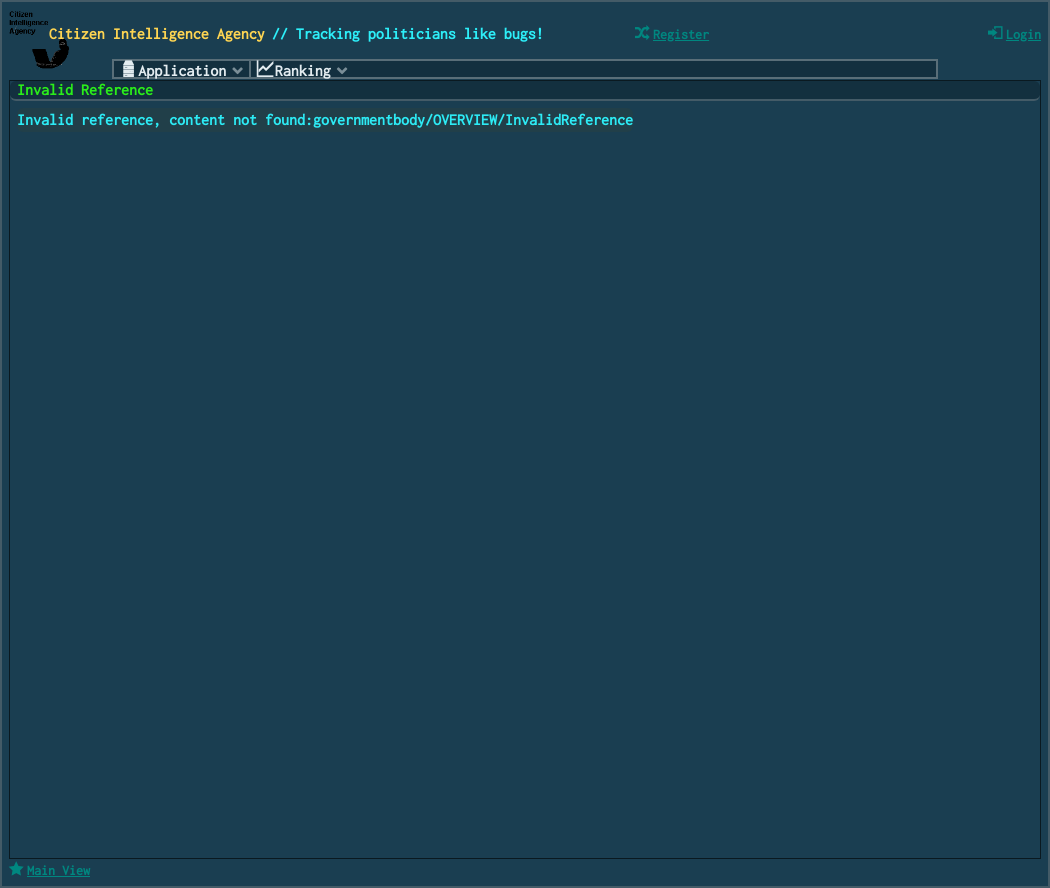 Citizen
Intelligence
Agency
Citizen Intelligence Agency // Tracking politicians like bugs!
Register
Login
Application
Ranking
Invalid Reference
Invalid reference, content not found:governmentbody/OVERVIEW/InvalidReference
Main View